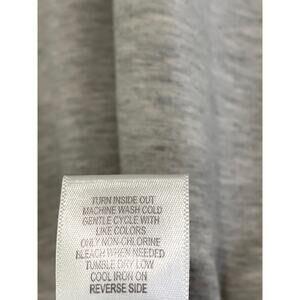 TURN INSIDE OUT
MACHINE WASH COLD
GENTLE CYCLE WITH
LIKE COLORS
ONLY NON-CHLORINE
BLEACH WHEN NEEDED
TUMBLE DRY LOW
COOL IRON ON
REVERSE SIDE